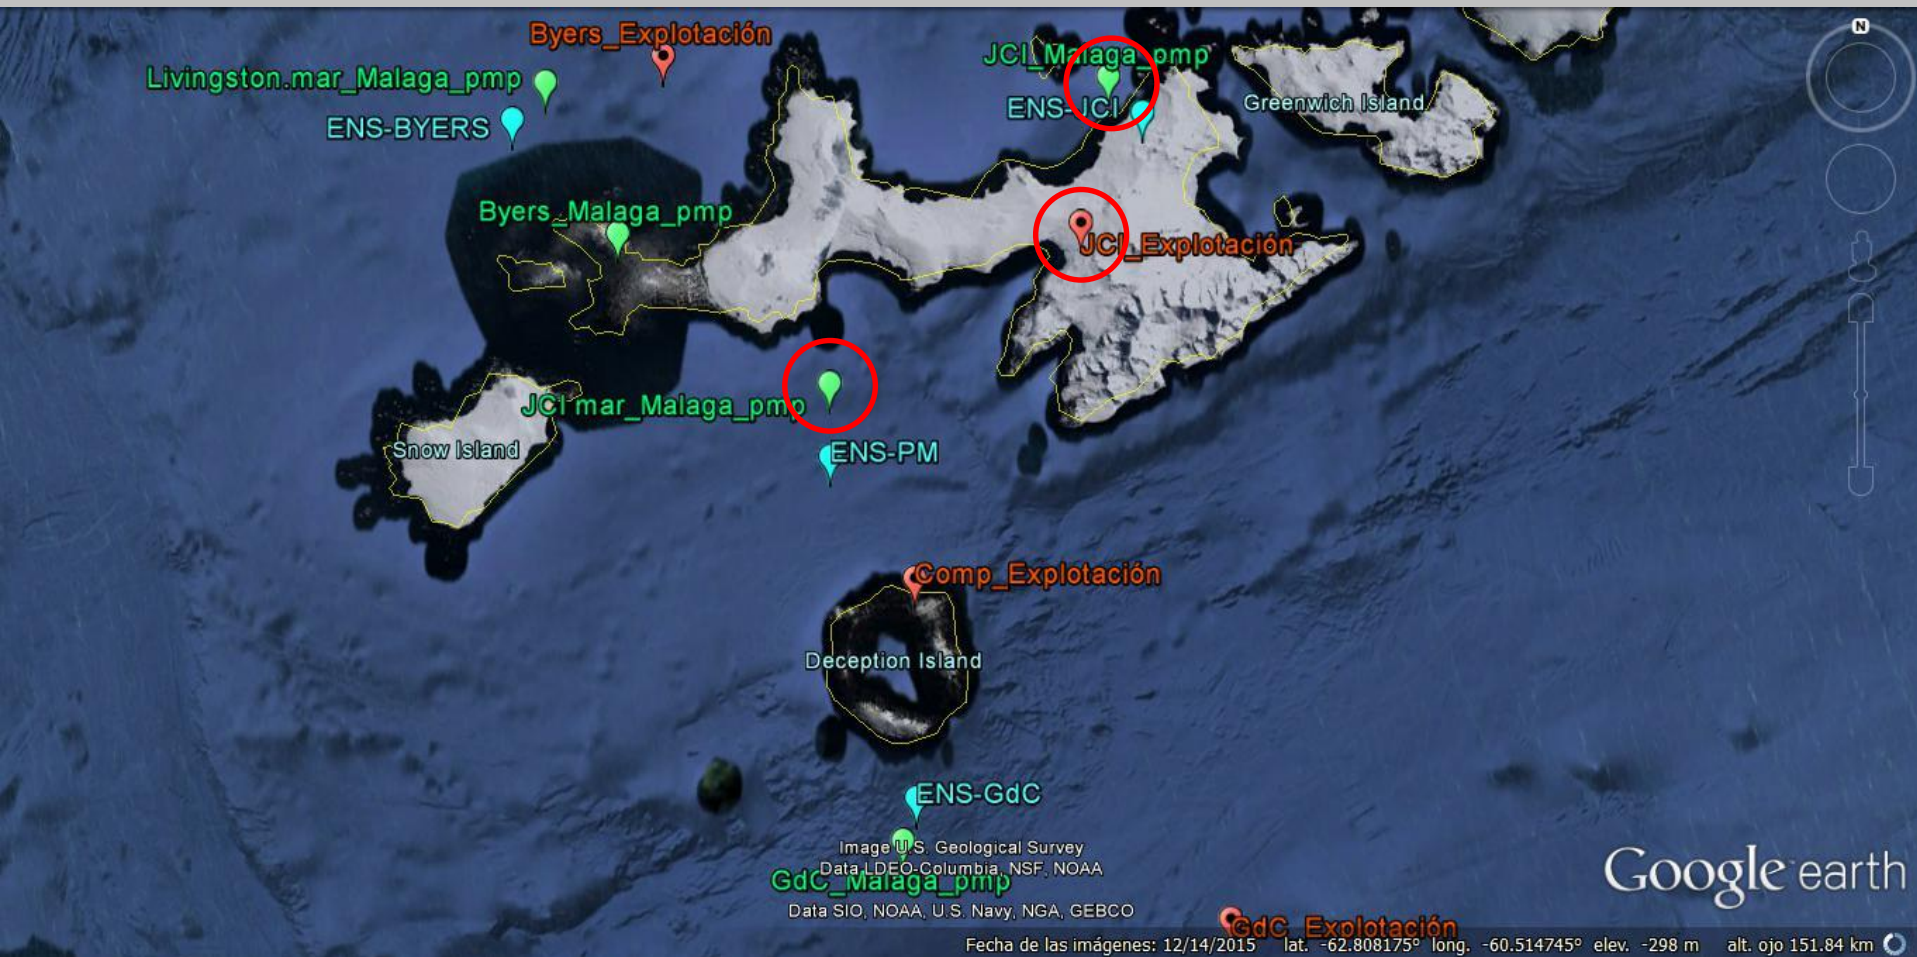 N
Byers_Explotación
JCI_Malaga_pmp
Livingston.mar_Malaga_pmp
Greenwich Island
ENS-JCI
ENS-BYERS
Byers_Malaga_pmp
JCI_Explotación
JCI mar_Malaga_pmp
Snow Island
ENS-PM
Comp_Explotación
Deception Island
ENS-GdC
Image U.S. Geological Survey
Data LDEO-Columbia, NSF, NOAA
GdC_Malaga_pmp
Data SIO, NOAA, U.S. Navy, NGA, GEBCO
Google earth
GdC_Explotación
Fecha de las imágenes: 12/14/2015 lat. -62.808175° long. -60.514745° elev. -298 m alt. ojo 151.84 km